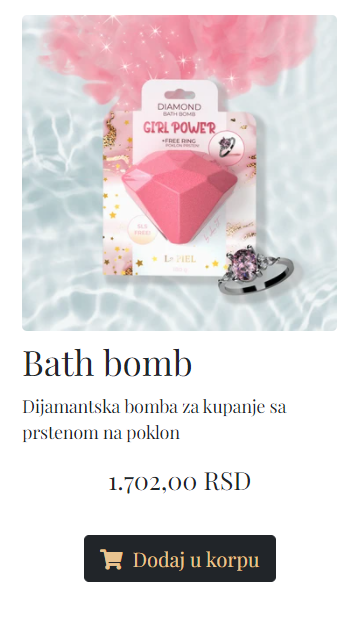 DIAMOND
BATH BOMB
GIRL POWER
+FREE RING
Le PIEL
Bath bomb
Dijamantska bomba za kupanje sa
prstenom na poklon
1.702,00 RSD
Dodaj u korpu